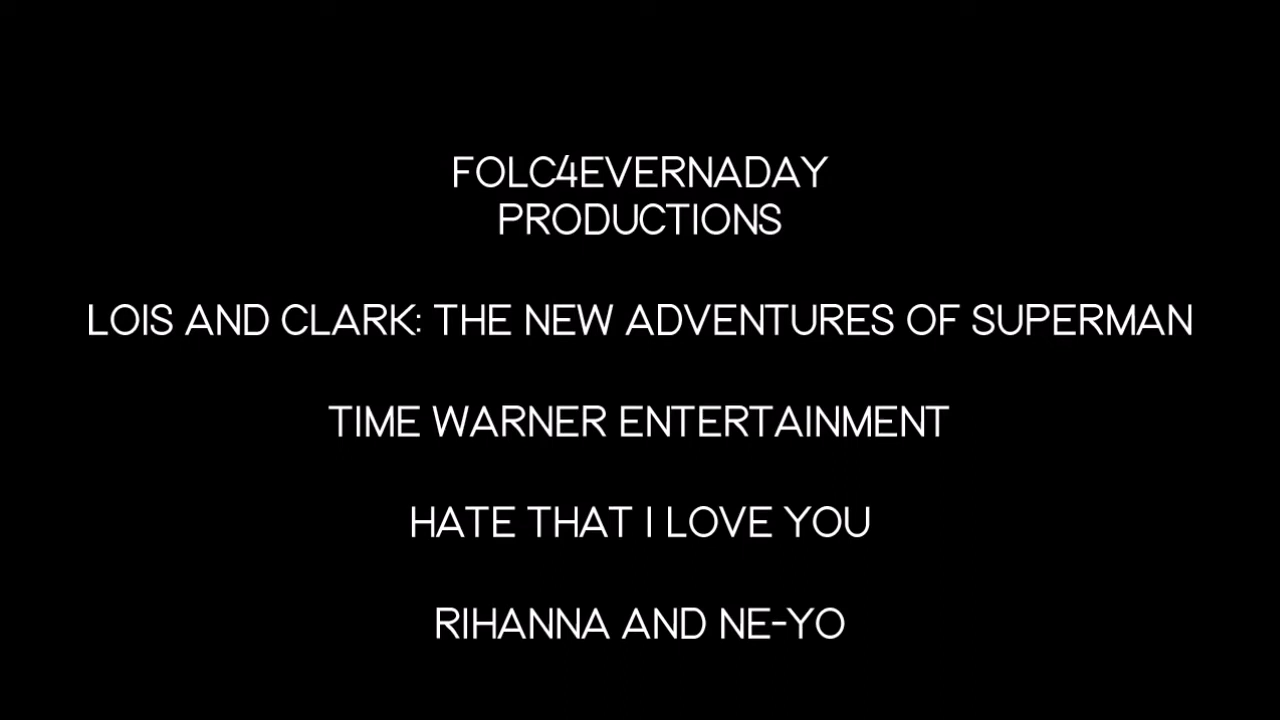 FOLC4EVERNADAY
PRODUCTIONS
LOIS AND CLARK: THE NEW ADVENTURES OF SUPERMAN
TIME WARNER ENTERTAINMENT
HATE THAT I LOVE YOU
RIHANNA AND NE-YO